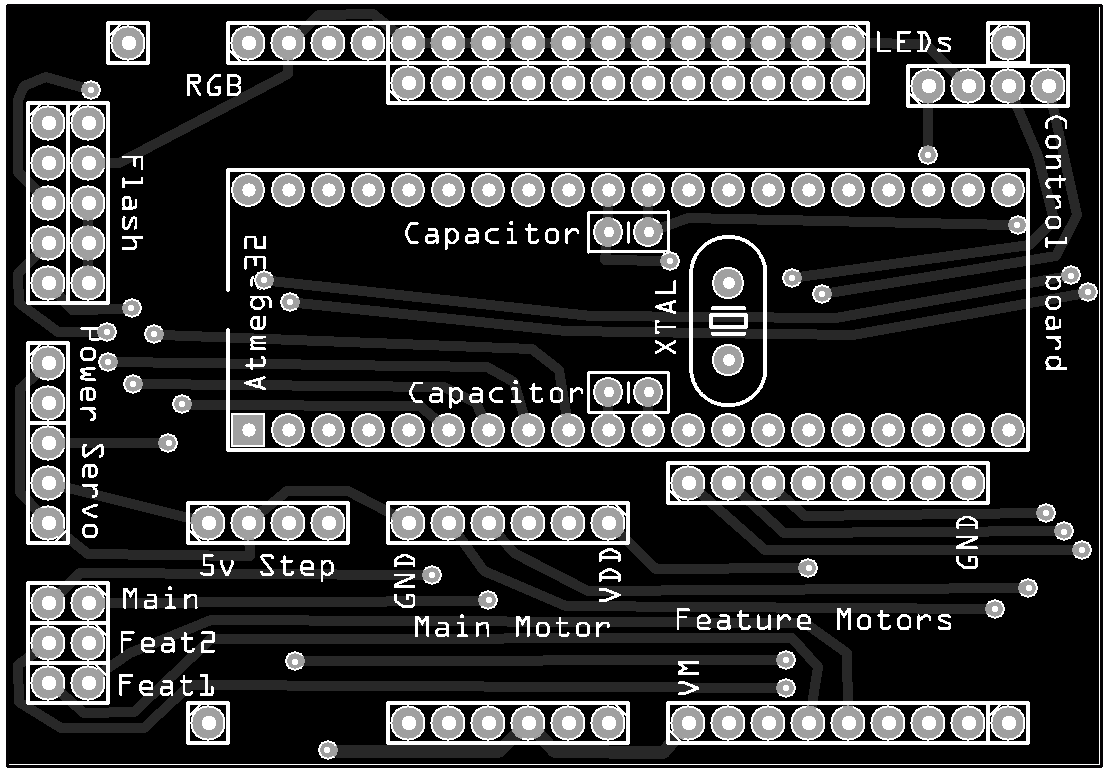 LEDs
RGB
Control board
Flash
Capacitor
Atmega32
XTAL
Power Servo
Capacitor
5v Step
GND
VDD
GND
Main
Main Motor
Feature Motors
Feat2
Feat1
VM